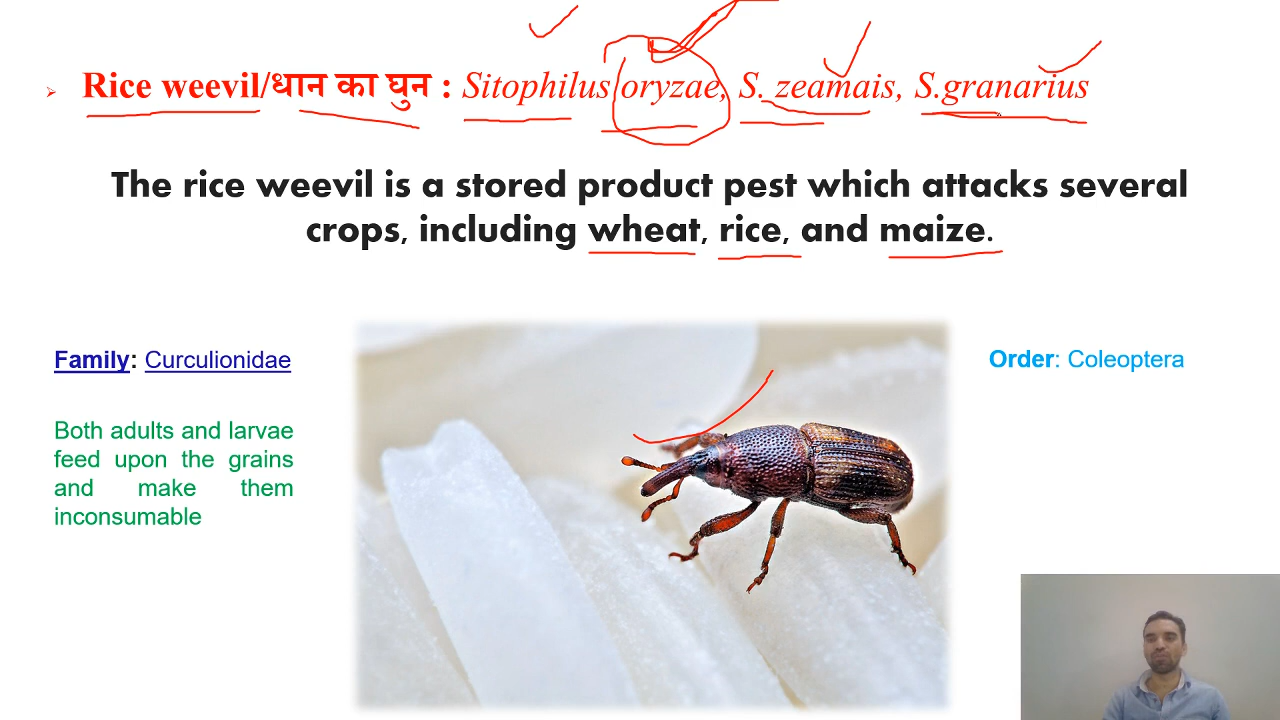 Rice weevil/धान का घुन : Sitophilus oryzae, S. zeamais, S.granarius
The rice weevil is a stored product pest which attacks several
crops, including wheat, rice, and maize.
Family: Curculionidae
Order: Coleoptera
Both adults and larvae
feed upon the grains
and make them
inconsumable